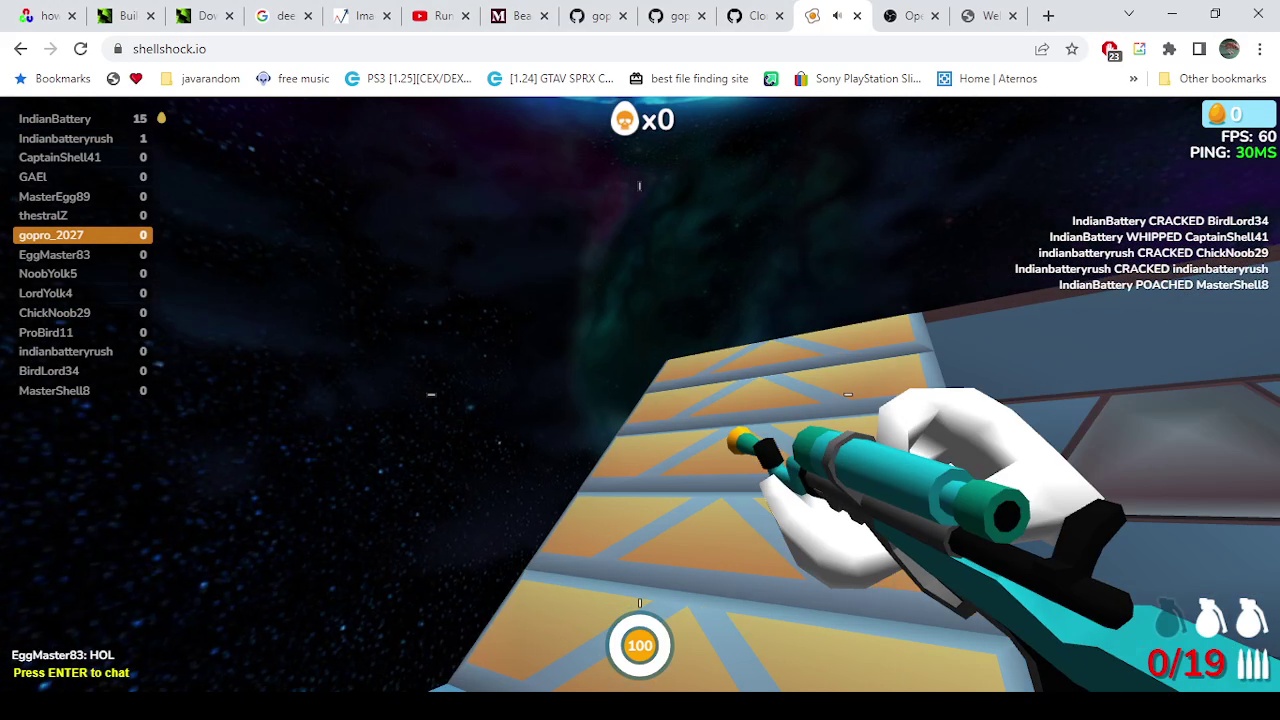 how
Buil
Dov
dee
Ima
Run
Bea
gop
gop
Clo
Ope
Wel
shellshock.io
23
Bookmarks
javarandom
free music
PS3 [1.25][CEX/DEX...
[1.24] GTAV SPRX C...
best file finding site
Sony PlayStation Sli...
Home | Aternos
»
Other bookmarks
IndianBattery 15
Indianbatteryrush 1
CaptainShell41 0
GAEl 0
MasterEgg89 0
thestralZ 0
gopro_2027 0
EggMaster83 0
NoobYolk5 0
LordYolk4 0
ChickNoob29 0
ProBird11 0
indianbatteryrush 0
BirdLord34 0
MasterShell8 0
x0
0
FPS: 60
PING: 30MS
IndianBattery CRACKED BirdLord34
IndianBattery WHIPPED CaptainShell41
indianbatteryrush CRACKED ChickNoob29
Indianbatteryrush CRACKED indianbatteryrush
IndianBattery POACHED MasterShell8
EggMaster83: HOL
Press ENTER to chat
100
0/19